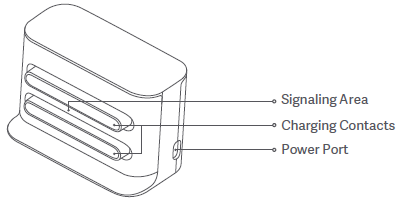 Signaling Area
Charging Contacts
Power Port